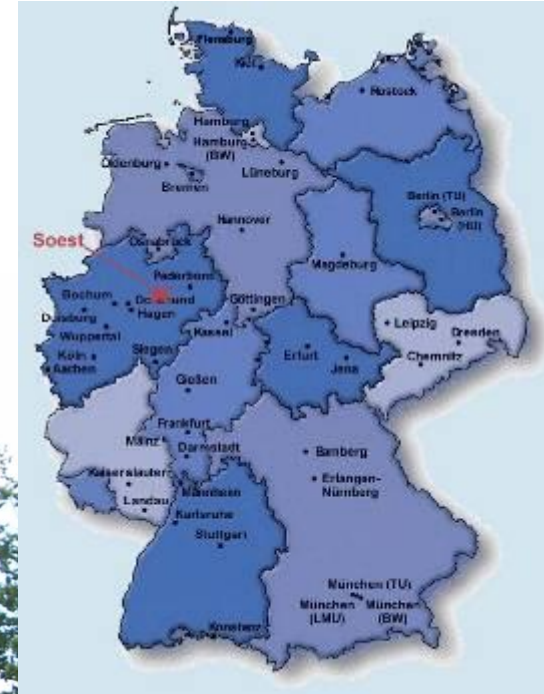 Flensburg
Kiel
Rostock
Hamburg
Hamburg
(BW)
Oldenburg
Lüneburg
Bremen
Berlin (TU)
Berlin
(HU)
Hannover
Soest
Osnabrück
Magdeburg
Paderborn
Bochum
Dortmund
Göttingen
Duisburg
Hagen
Leipzig
Wuppertal
Kassel
Dresden
Köln
Siegen
Erfurt
Chemnitz
Aachen
Jena
Gießen
Frankfurt
Mainz
Darmstadt
Bamberg
Kaiserslautern
Erlangen-
Nürnberg
Mannheim
Landau
Karlsruhe
Stuttgart
München (TU)
München
(LMU)
München
(BW)
Konstanz